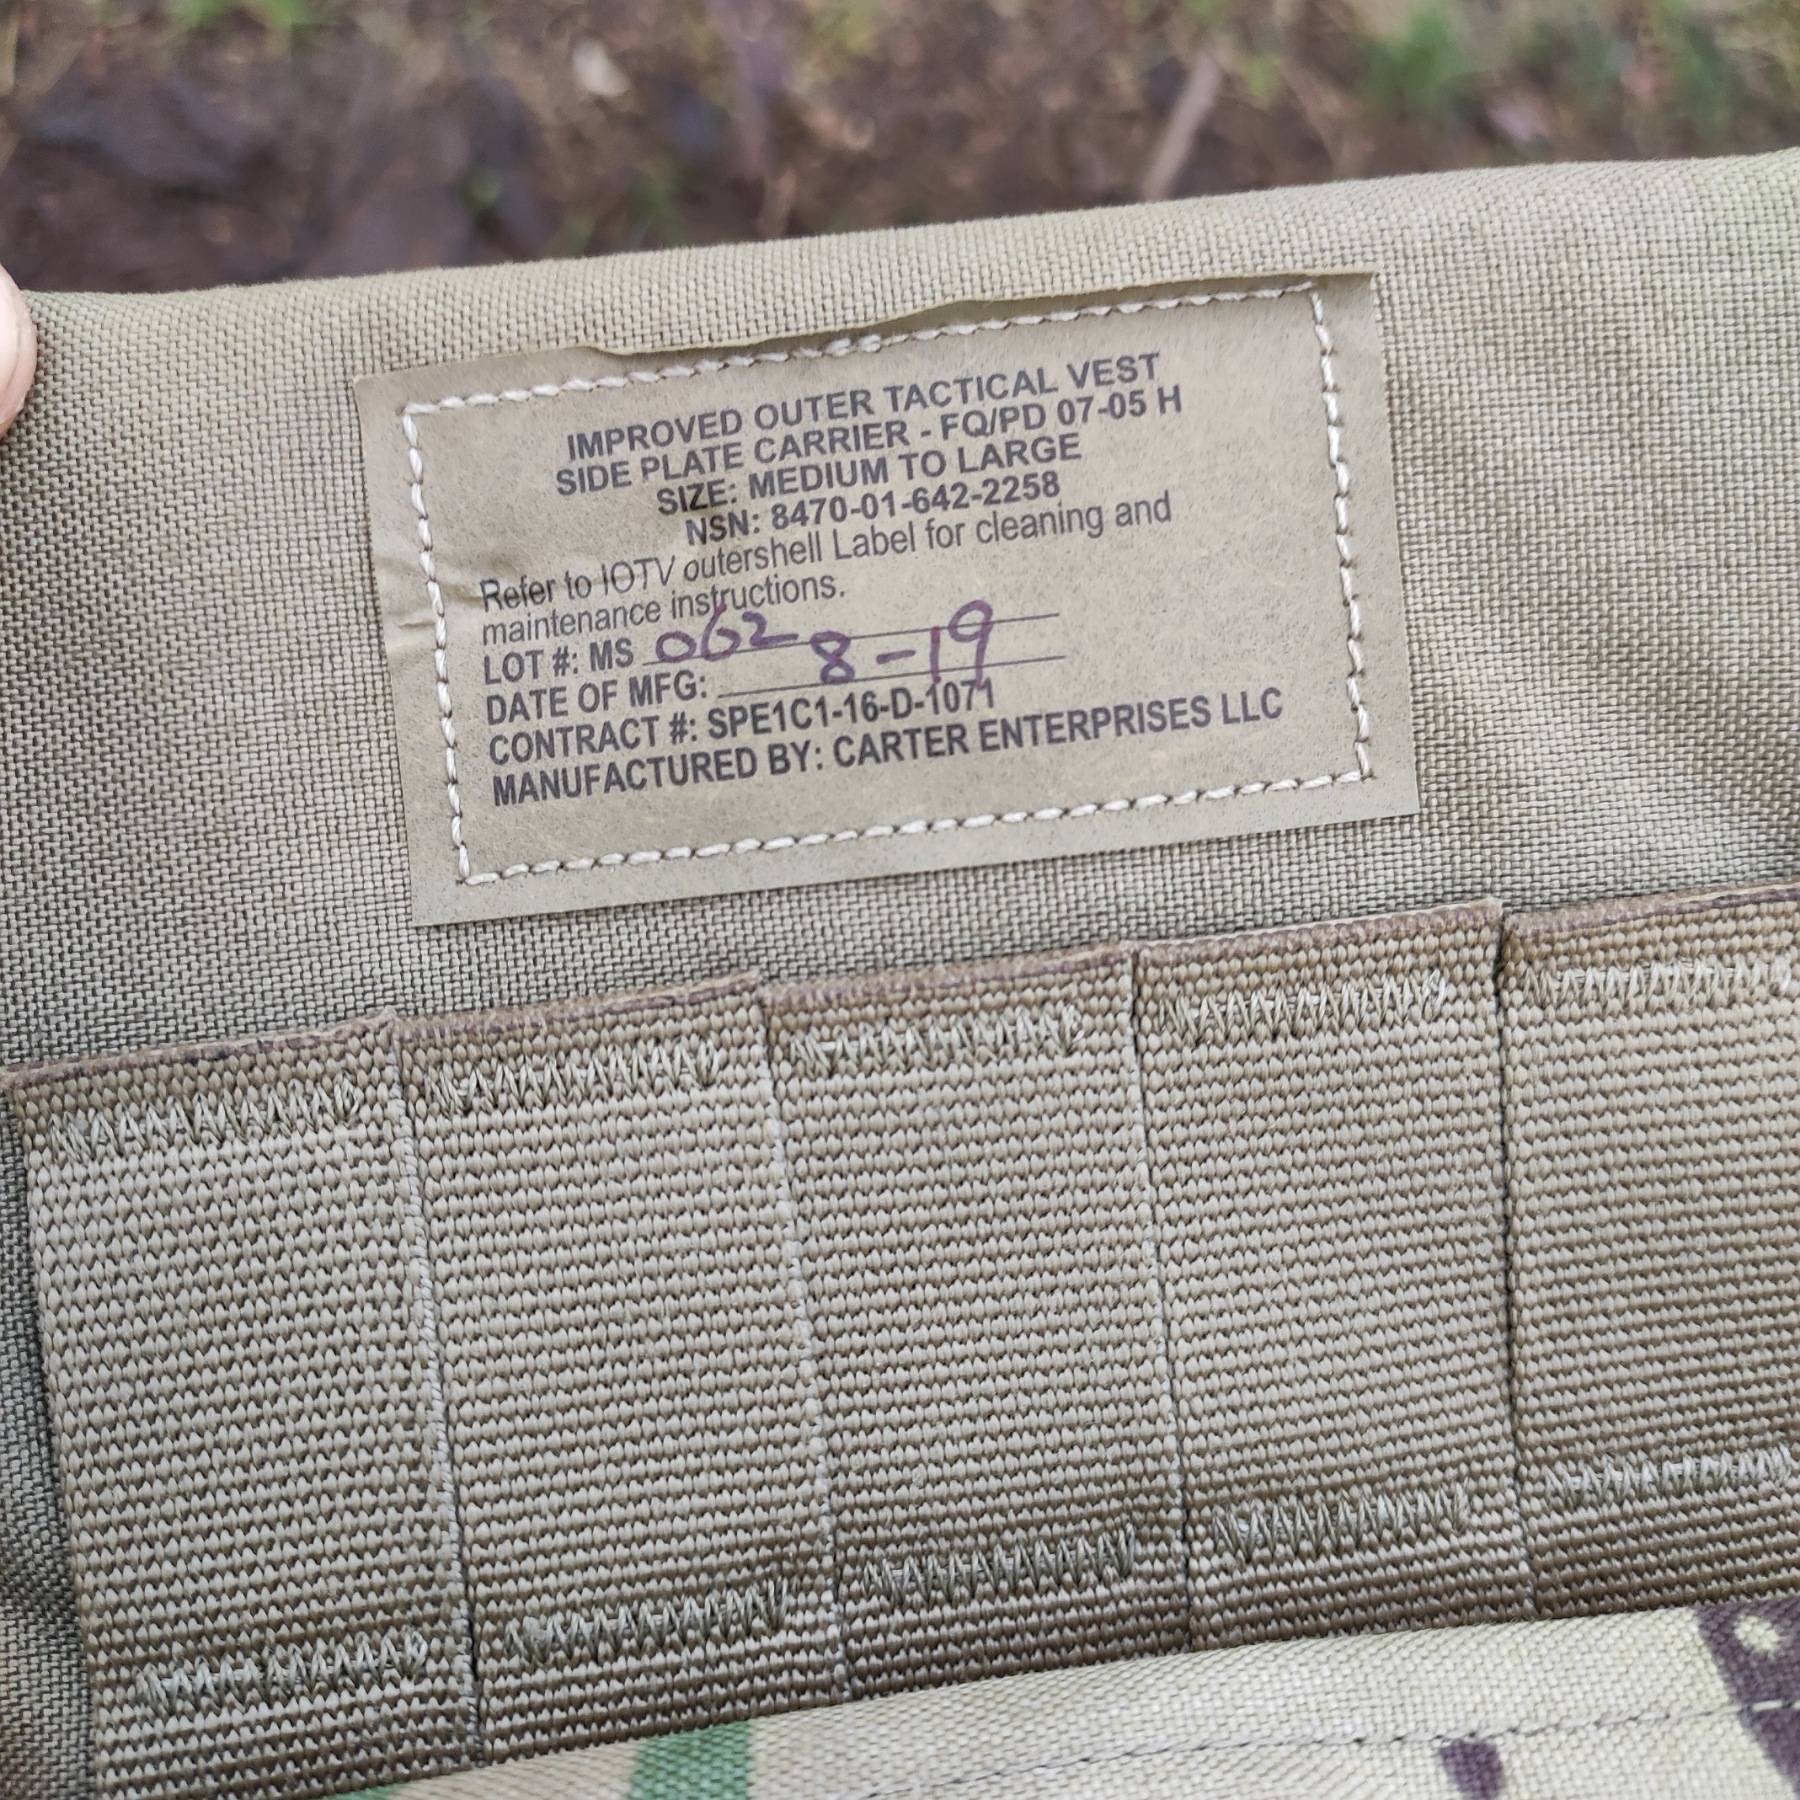 IMPROVED OUTER TACTICAL VEST
SIDE PLATE CARRIER - FQ/PD 07-05 H
SIZE: MEDIUM TO LARGE
NSN: 8470-01-642-2258
Refer to IOTV outershell Label for cleaning and
maintenance instructions.
LOT #: MS 062
DATE OF MFG: 8-19
CONTRACT #: SPE1C1-16-D-1071
MANUFACTURED BY: CARTER ENTERPRISES LLC